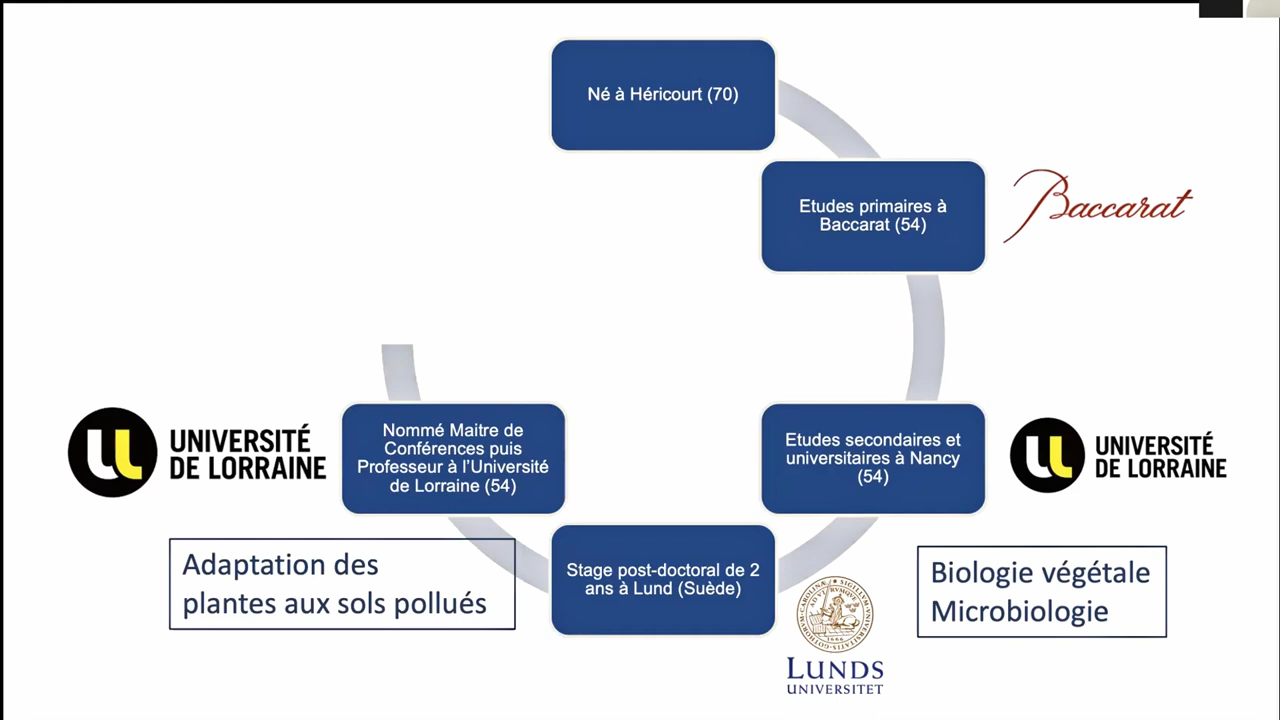 Né à Héricourt (70)
Etudes primaires à
Baccarat (54)
Baccarat
Etudes secondaires et
universitaires à Nancy
(54)
UNIVERSITÉ
DE LORRAINE
Biologie végétale
Microbiologie
Stage post-doctoral de 2
ans à Lund (Suède)
LUNDS
UNIVERSITET
Nommé Maitre de
Conférences puis
Professeur à l'Université
de Lorraine (54)
UNIVERSITÉ
DE LORRAINE
Adaptation des
plantes aux sols pollués